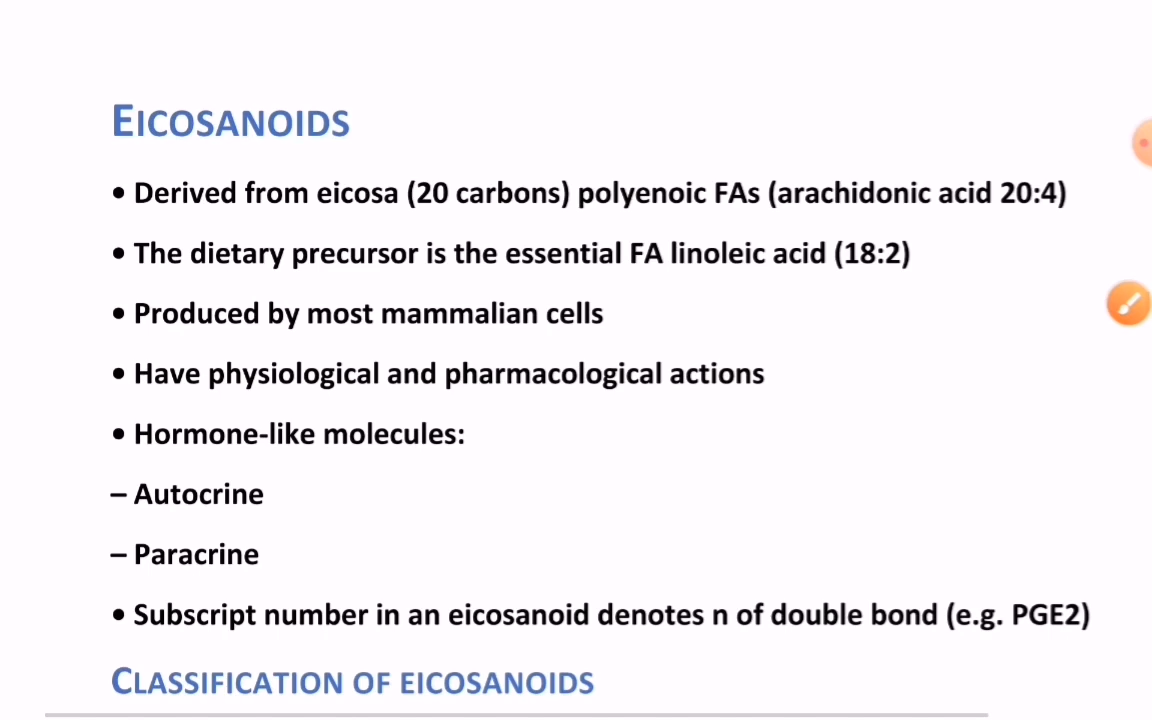 EICOSANOIDS
• Derived from eicosa (20 carbons) polyenoic FAs (arachidonic acid 20:4)
• The dietary precursor is the essential FA linoleic acid (18:2)
• Produced by most mammalian cells
• Have physiological and pharmacological actions
• Hormone-like molecules:
– Autocrine
– Paracrine
• Subscript number in an eicosanoid denotes n of double bond (e.g. PGE2)
CLASSIFICATION OF EICOSANOIDS